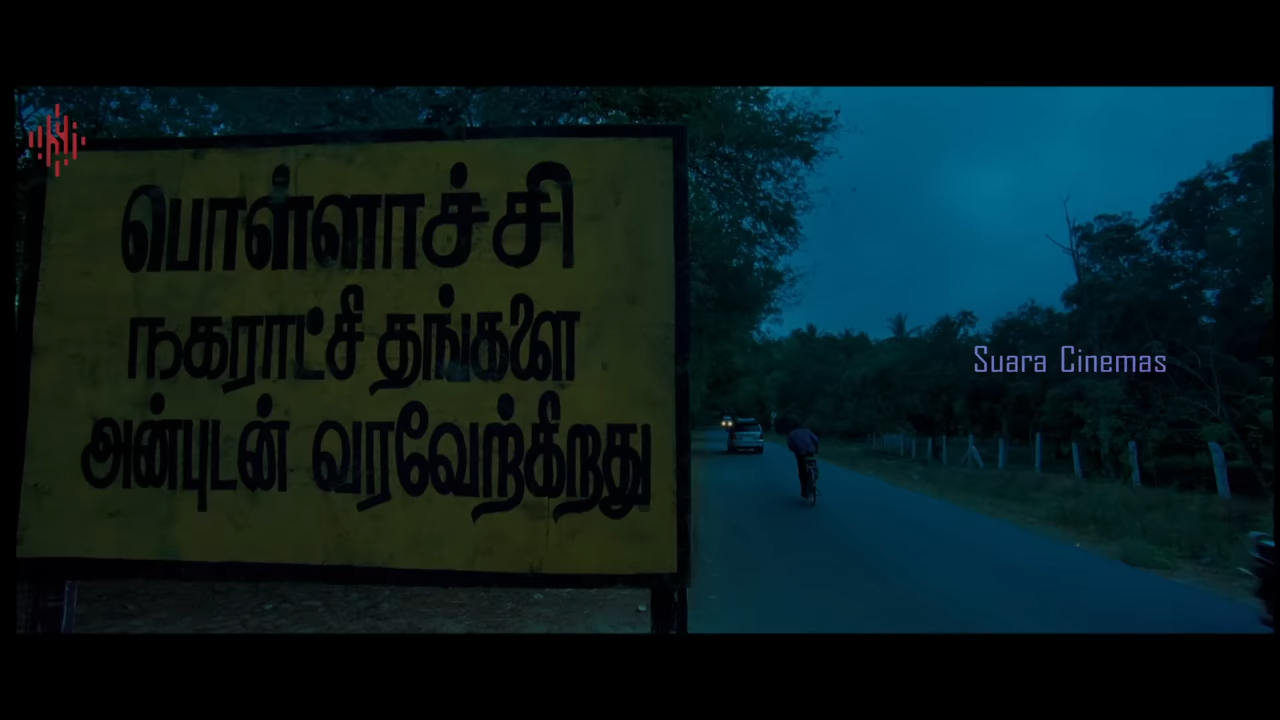 பொள்ளாச்சி
நகராட்சி தங்களை
அன்புடன் வரவேற்கிறது
Suara Cinemas